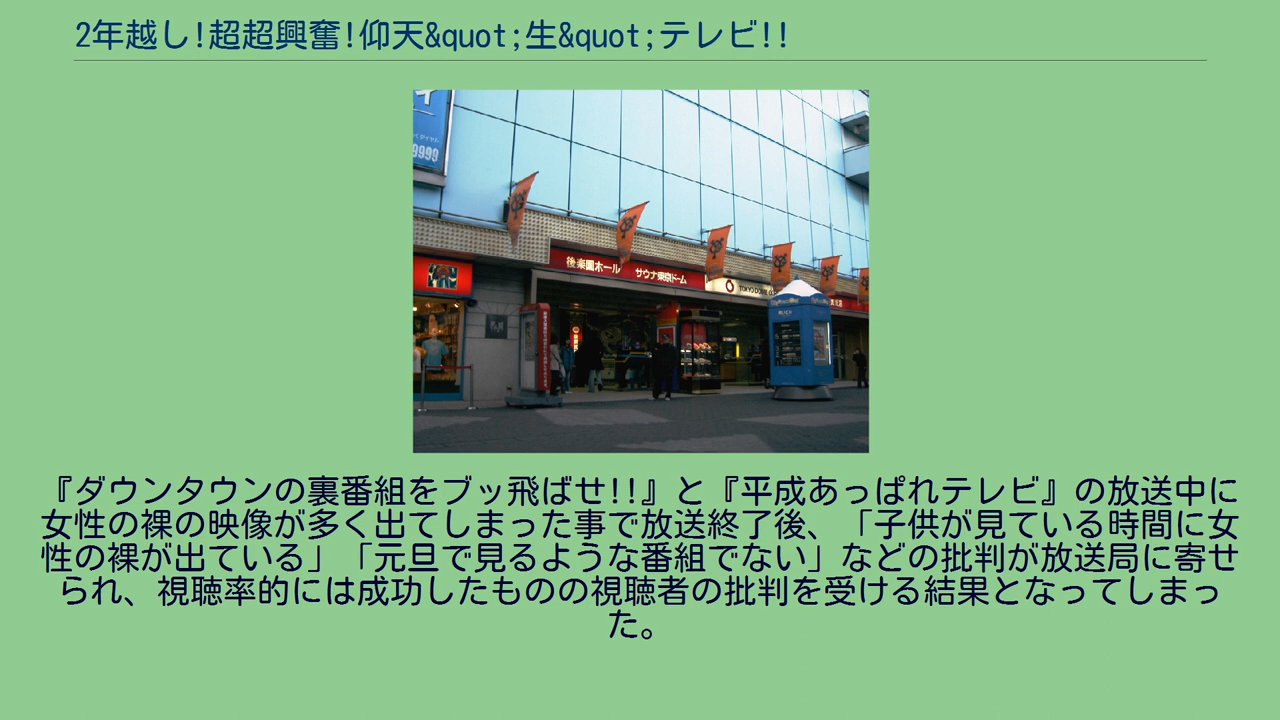 2年越し!超超興奮!仰天&quot;生&quot;テレビ!!
9999
後楽園ホール サウナ東京ドーム
TOKYO DOME
『ダウンタウンの裏番組をブッ飛ばせ!!』と『平成あっぱれテレビ』の放送中に
女性の裸の映像が多く出てしまった事で放送終了後、「子供が見ている時間に女
性の裸が出ている」「元旦で見るような番組でない」などの批判が放送局に寄せ
られ、視聴率的には成功したものの視聴者の批判を受ける結果となってしまっ
た。